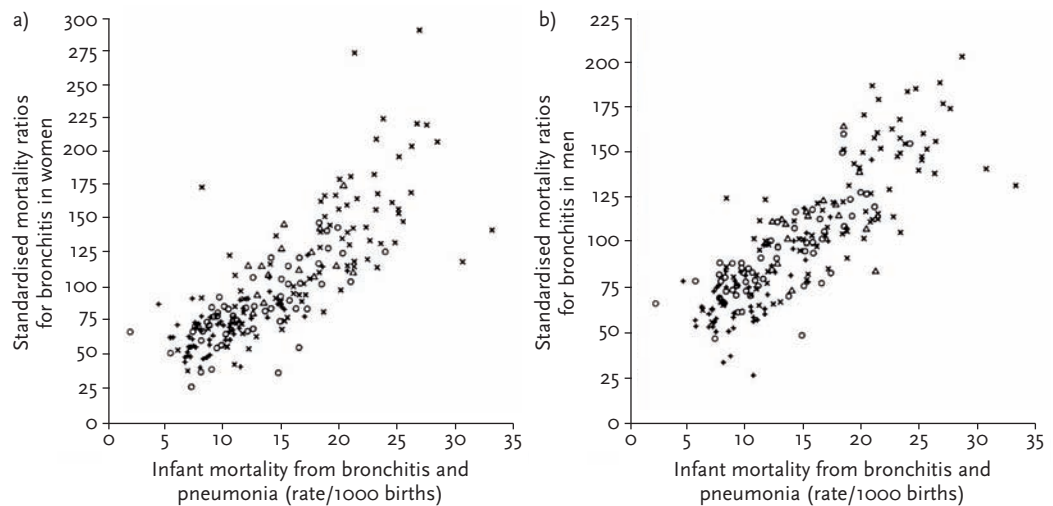 a)
300
275
250
225
200
175
150
125
100
75
50
25
0
Standardised mortality ratios
for bronchitis in women
0 5 10 15 20 25 30 35
Infant mortality from bronchitis and
pneumonia (rate/1000 births)
b)
225
200
175
150
125
100
75
50
25
0
Standardised mortality ratios
for bronchitis in men
0 5 10 15 20 25 30 35
Infant mortality from bronchitis and
pneumonia (rate/1000 births)